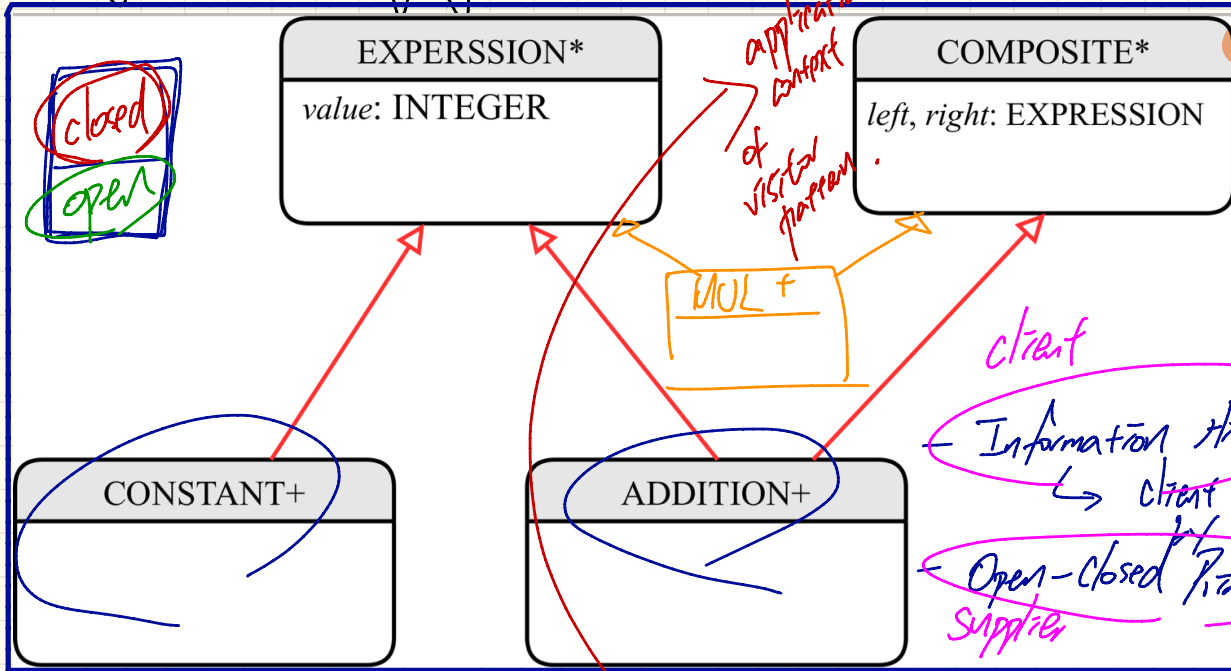 EXPERSSION*
value: INTEGER
COMPOSITE*
left, right: EXPRESSION
closed
open
context
of
visitor
pattern.
MUL +
CONSTANT+
ADDITION+
client
- Information
↳ client
by
- Open-Closed
supplier